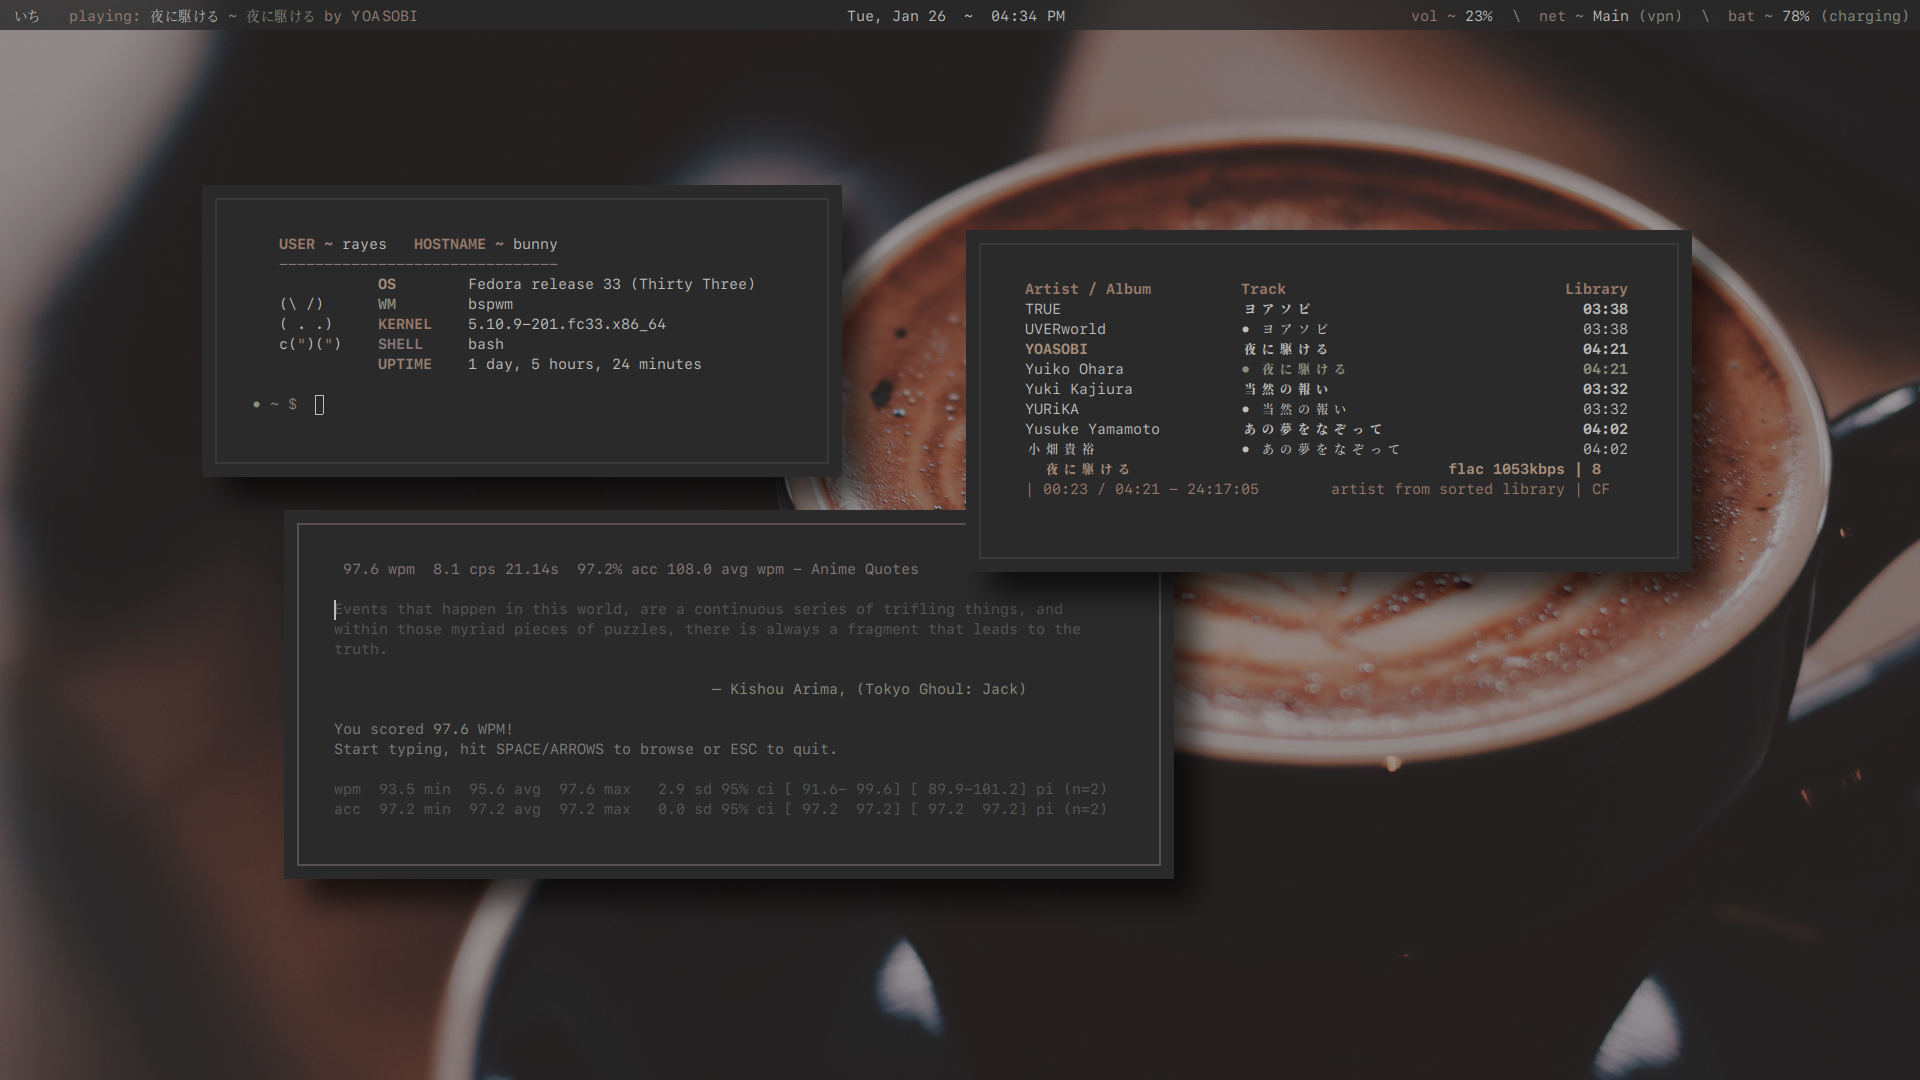 いち playing: 夜に駆ける ~ 夜に駆ける by YOASOBI Tue, Jan 26 ~ 04:34 PM vol ~ 23% \ net ~ Main (vpn) \ bat ~ 78% (charging)
USER ~ rayes HOSTNAME ~ bunny
———————————————————————————————
OS Fedora release 33 (Thirty Three)
(\ /) WM bspwm
( . .) KERNEL 5.10.9-201.fc33.x86_64
c(")(") SHELL bash
UPTIME 1 day, 5 hours, 24 minutes
• ~ $
Artist / Album Track Library
TRUE ヨアソビ 03:38
UVERworld • ヨアソビ 03:38
YOASOBI 夜に駆ける 04:21
Yuiko Ohara • 夜に駆ける 04:21
Yuki Kajiura 当然の報い 03:32
YURiKA • 当然の報い 03:32
Yusuke Yamamoto あの夢をなぞって 04:02
小畑貴裕 • あの夢をなぞって 04:02
夜に駆ける flac 1053kbps | 8
| 00:23 / 04:21 - 24:17:05 artist from sorted library | CF
97.6 wpm 8.1 cps 21.14s 97.2% acc 108.0 avg wpm - Anime Quotes
Events that happen in this world, are a continuous series of trifling things, and
within those myriad pieces of puzzles, there is always a fragment that leads to the
truth.
— Kishou Arima, (Tokyo Ghoul: Jack)
You scored 97.6 WPM!
Start typing, hit SPACE/ARROWS to browse or ESC to quit.
wpm 93.5 min 95.6 avg 97.6 max 2.9 sd 95% ci [ 91.6- 99.6] [ 89.9-101.2] pi (n=2)
acc 97.2 min 97.2 avg 97.2 max 0.0 sd 95% ci [ 97.2 97.2] [ 97.2 97.2] pi (n=2)